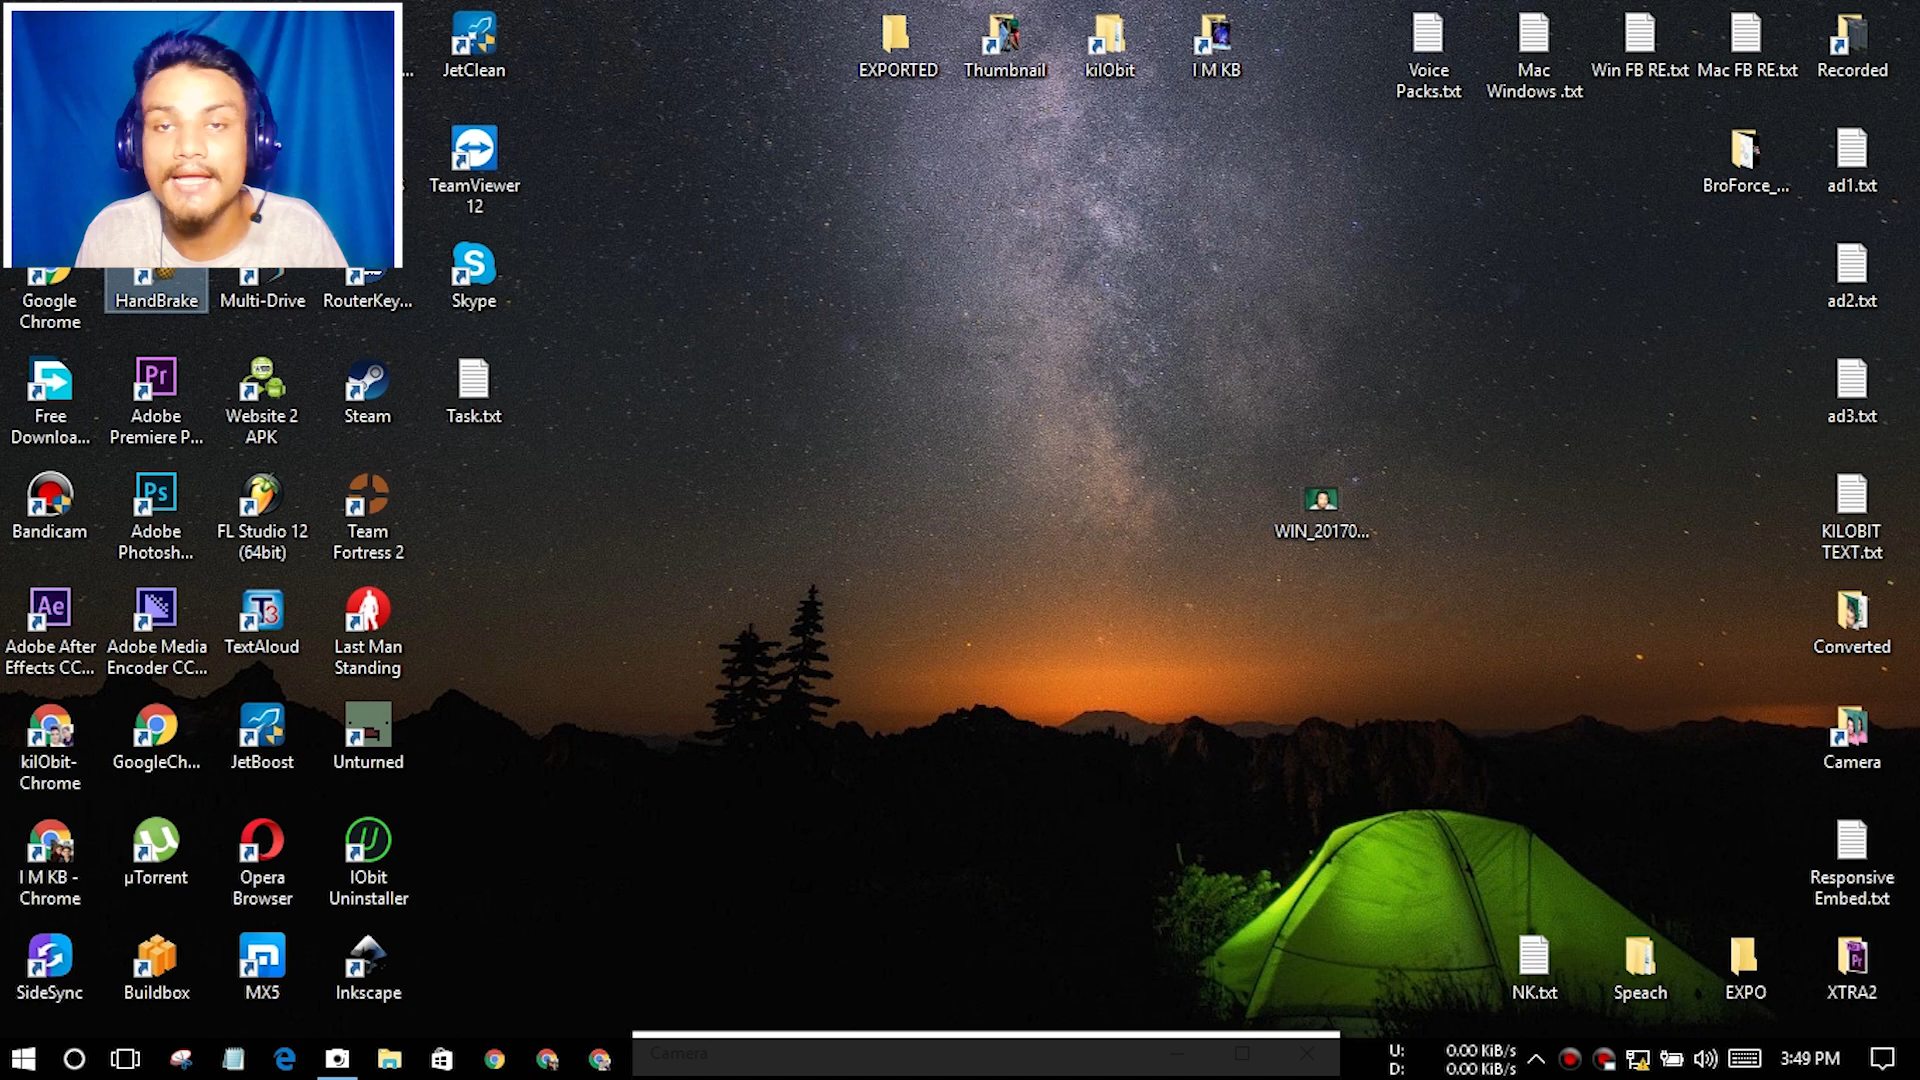 ...
JetClean
EXPORTED
Thumbnail
kilObit
I M KB
Voice
Packs.txt
Mac
Windows .txt
Win FB RE.txt
Mac FB RE.txt
Recorded
TeamViewer
12
BroForce_...
ad1.txt
Google
Chrome
HandBrake
Multi-Drive
RouterKey...
Skype
ad2.txt
Free
Downloa...
Adobe
Premiere P...
Website 2
APK
Steam
Task.txt
ad3.txt
Bandicam
Adobe
Photosh...
FL Studio 12
(64bit)
Team
Fortress 2
WIN_20170...
KILOBIT
TEXT.txt
Adobe After
Effects CC...
Adobe Media
Encoder CC...
TextAloud
Last Man
Standing
Converted
kilObit-
Chrome
GoogleCh...
JetBoost
Unturned
Camera
I M KB -
Chrome
µTorrent
Opera
Browser
IObit
Uninstaller
Responsive
Embed.txt
SideSync
Buildbox
MX5
Inkscape
NK.txt
Speach
EXPO
XTRA2
Camera
U: 0.00 KiB/s
D: 0.00 KiB/s
3:49 PM